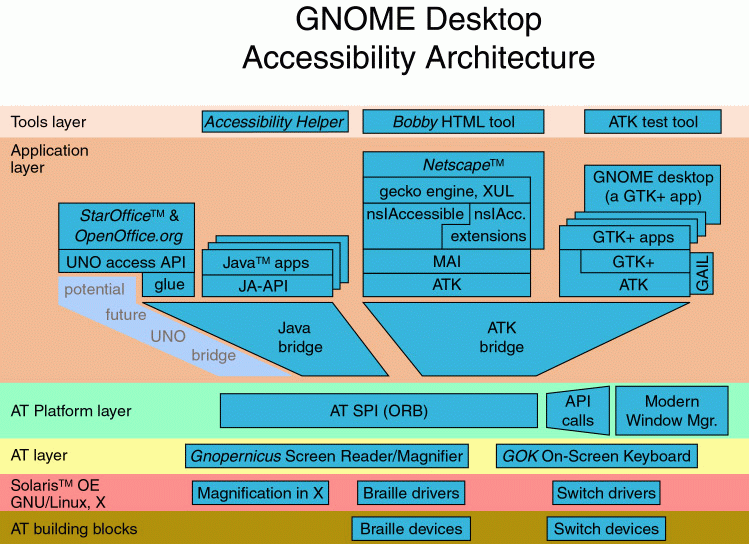 GNOME Desktop
Accessibility Architecture
Tools layer
Accessibility Helper
Bobby HTML tool
ATK test tool
Application
layer
Netscape™
gecko engine, XUL
nsIAccessible
nsIAcc.
extensions
MAI
ATK
GNOME desktop
(a GTK+ app)
StarOffice™ &
OpenOffice.org
UNO access API
glue
Java™ apps
JA-API
GTK+ apps
GTK+
ATK
GAIL
potential
future
UNO
bridge
Java
bridge
ATK
bridge
AT Platform layer
AT SPI (ORB)
API
calls
Modern
Window Mgr.
AT layer
Gnopernicus Screen Reader/Magnifier
GOK On-Screen Keyboard
Solaris™ OE
GNU/Linux, X
Magnification in X
Braille drivers
Switch drivers
AT building blocks
Braille devices
Switch devices